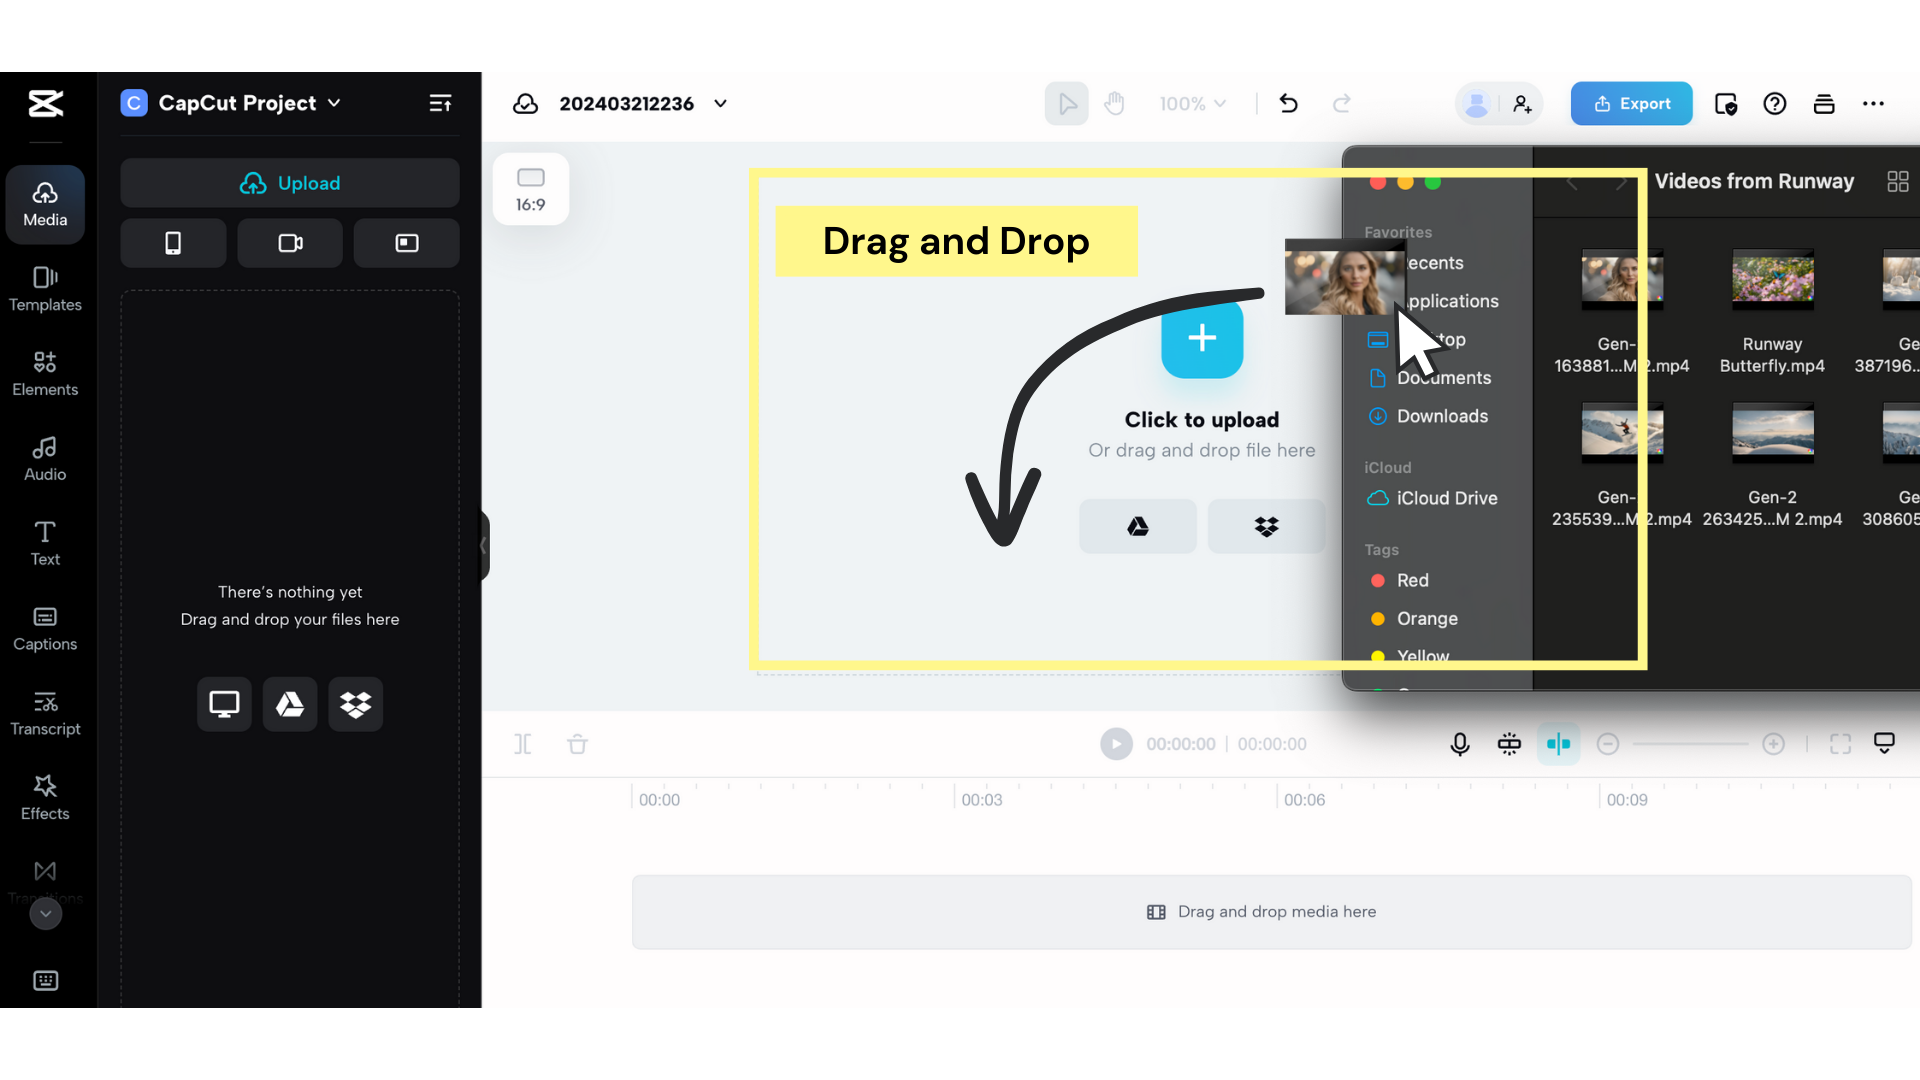 C CapCut Project
Upload
Media
Templates
Elements
Audio
Text
Captions
Transcript
Effects
Transitions
There's nothing yet
Drag and drop your files here
202403212236
100%
Export
16:9
Drag and Drop
Click to upload
Or drag and drop file here
Videos from Runway
Favorites
ecents
pplications
top
Documents
Downloads
iCloud
iCloud Drive
Tags
Red
Orange
Yellow
Gen-
163881...M 2.mp4
Runway
Butterfly.mp4
Ge
387196...
Gen-
235539...M 2.mp4
Gen-2
263425...M 2.mp4
Ge
308605
00:00:00 | 00:00:00
00:00
00:03
00:06
00:09
Drag and drop media here